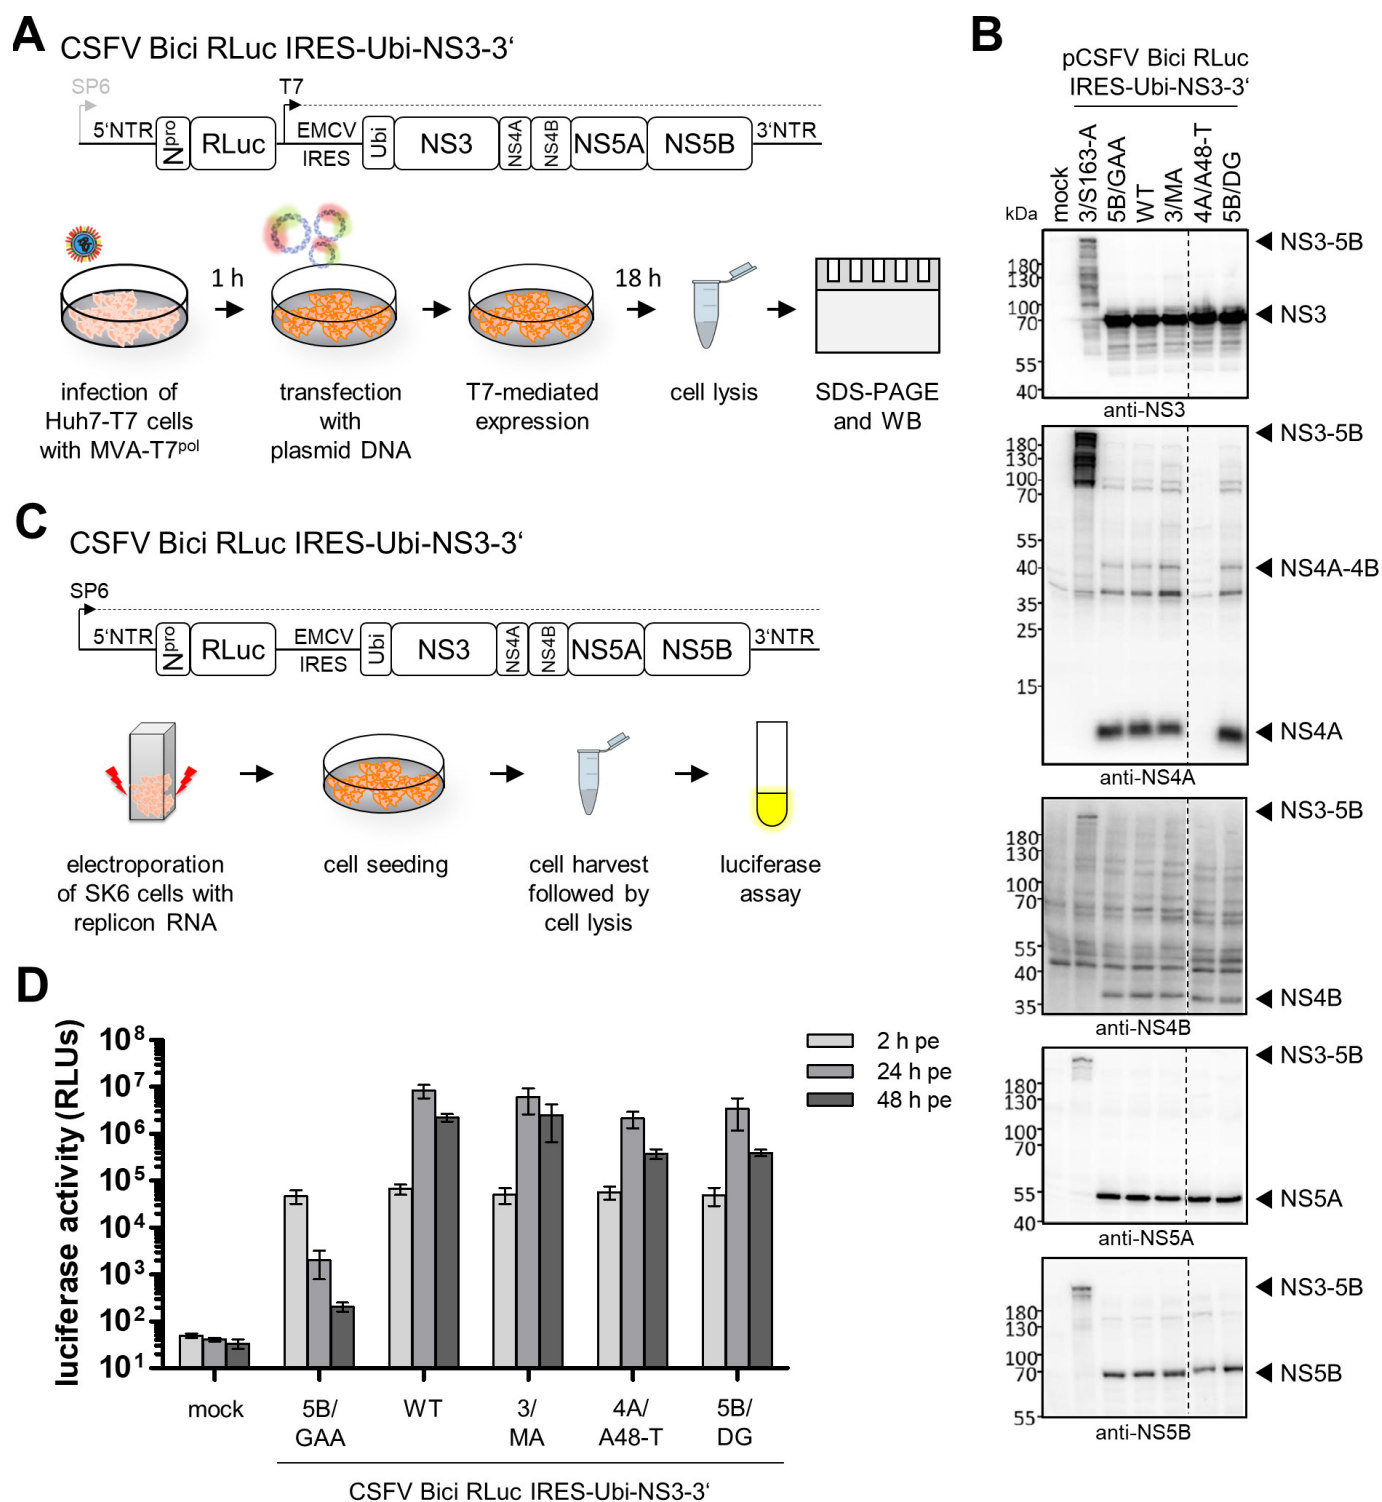 A
CSFV Bici RLuc IRES-Ubi-NS3-3‘
SP6
T7
5‘NTR
Npro
RLuc
EMCV
IRES
Ubi
NS3
NS4A
NS4B
NS5A
NS5B
3‘NTR
1 h
18 h
infection of
Huh7-T7 cells
with MVA-T7pol
transfection
with
plasmid DNA
T7-mediated
expression
cell lysis
SDS-PAGE
and WB
B
pCSFV Bici RLuc
IRES-Ubi-NS3-3‘
kDa
mock
3/S163-A
5B/GAA
WT
3/MA
4A/A48-T
5B/DG
180
130
100
70
55
40
NS3-5B
NS3
anti-NS3
180
130
100
70
55
40
35
25
15
NS3-5B
NS4A-4B
NS4A
anti-NS4A
180
130
100
70
55
40
35
NS3-5B
NS4B
anti-NS4B
180
130
100
70
55
40
NS3-5B
NS5A
anti-NS5A
180
130
100
70
55
NS3-5B
NS5B
anti-NS5B
C
CSFV Bici RLuc IRES-Ubi-NS3-3‘
SP6
5‘NTR
Npro
RLuc
EMCV
IRES
Ubi
NS3
NS4A
NS4B
NS5A
NS5B
3‘NTR
electroporation
of SK6 cells with
replicon RNA
cell seeding
cell harvest
followed by
cell lysis
luciferase
assay
D
luciferase activity (RLUs)
10^8
10^7
10^6
10^5
10^4
10^3
10^2
10^1
2 h pe
24 h pe
48 h pe
mock
5B/
GAA
WT
3/
MA
4A/
A48-T
5B/
DG
CSFV Bici RLuc IRES-Ubi-NS3-3‘